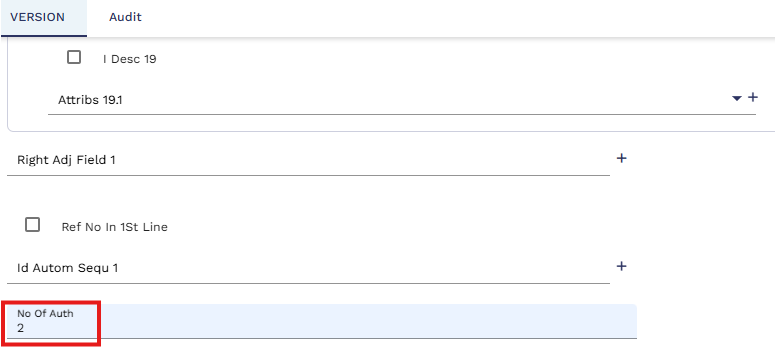 VERSION Audit
I Desc 19
Attribs 19.1
+
Right Adj Field 1 +
Ref No In 1St Line
Id Autom Sequ 1 +
No Of Auth
2